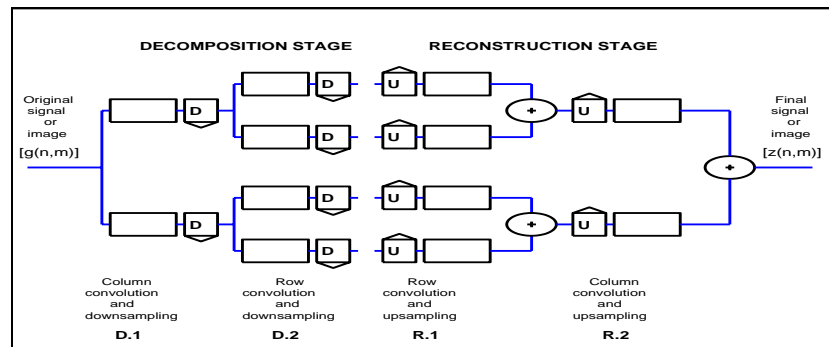 DECOMPOSITION STAGE
RECONSTRUCTION STAGE
Original
signal
or
image
[g(n,m)]
D
D
D
D
D
D
U
U
U
U
+
+
U
U
+
Final
signal
or
image
[z(n,m)]
Column
convolution
and
downsampling
D.1
Row
convolution
and
downsampling
D.2
Row
convolution
and
upsampling
R.1
Column
convolution
and
upsampling
R.2